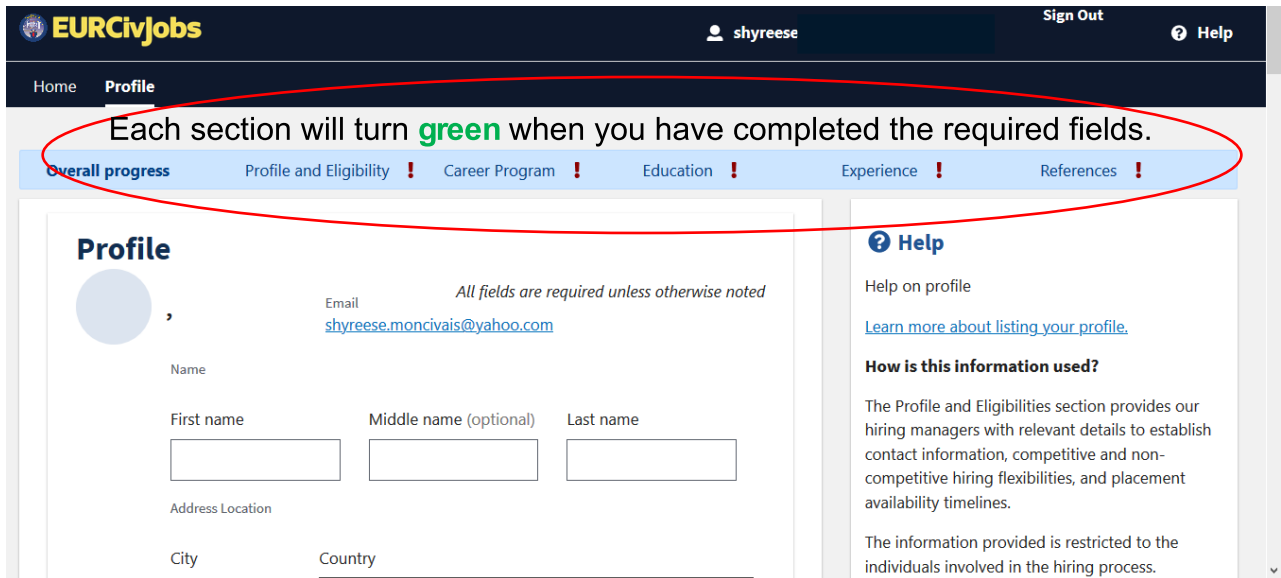 EURCivJobs
shyreese
Sign Out
Help
Home Profile
Each section will turn green when you have completed the required fields.
Overall progress Profile and Eligibility ! Career Program ! Education ! Experience ! References !
Profile
All fields are required unless otherwise noted
,
Email
shyreese.moncivais@yahoo.com
Name
First name Middle name (optional) Last name
Address Location
City Country
Help
Help on profile
Learn more about listing your profile.
How is this information used?
The Profile and Eligibilities section provides our
hiring managers with relevant details to establish
contact information, competitive and non-
competitive hiring flexibilities, and placement
availability timelines.
The information provided is restricted to the
individuals involved in the hiring process.